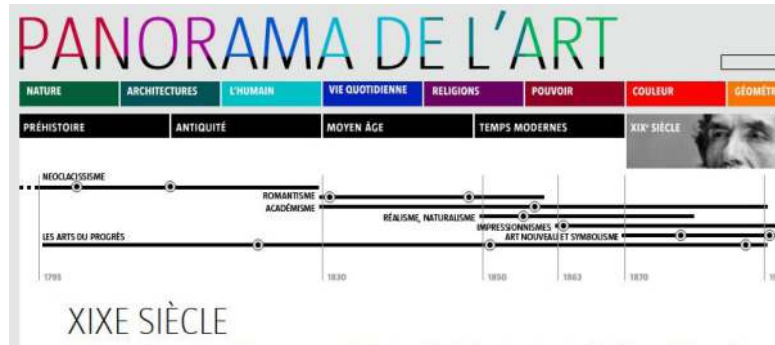 PANORAMA DE L'ART
NATURE ARCHITECTURES L'HUMAIN VIE QUOTIDIENNE RELIGIONS POUVOIR COULEUR GÉOMÉTR
PRÉHISTOIRE ANTIQUITÉ MOYEN ÂGE TEMPS MODERNES XIXᵉ SIÈCLE
NEOCLACISSISME
ROMANTISME
ACADÉMISME
RÉALISME, NATURALISME
IMPRESSIONNISMES
ART NOUVEAU ET SYMBOLISME
LES ARTS DU PROGRÈS
1795 1830 1850 1863 1870
XIXE SIÈCLE